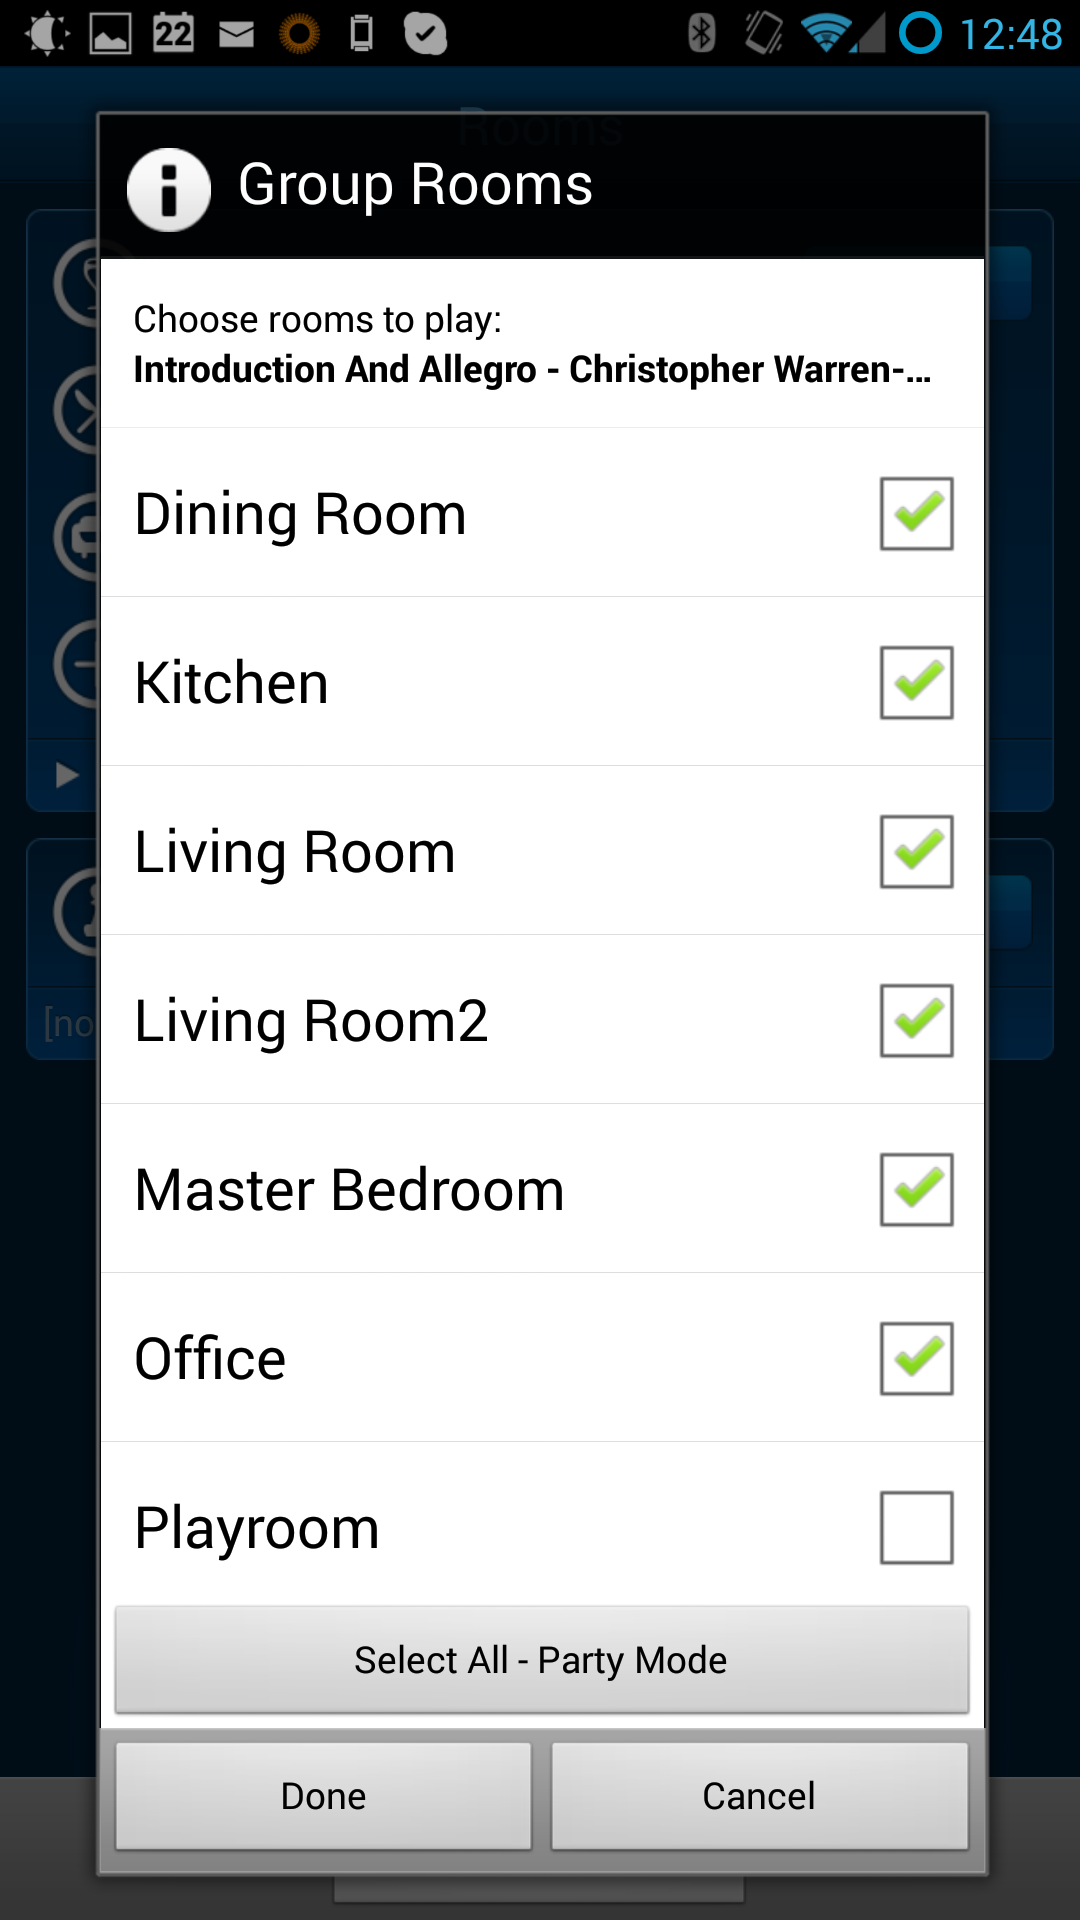 22
12:48
Rooms
Group Rooms
Choose rooms to play:
Introduction And Allegro - Christopher Warren-...
Dining Room
Kitchen
Living Room
[no
Living Room2
Master Bedroom
Office
Playroom
Select All - Party Mode
Done
Cancel